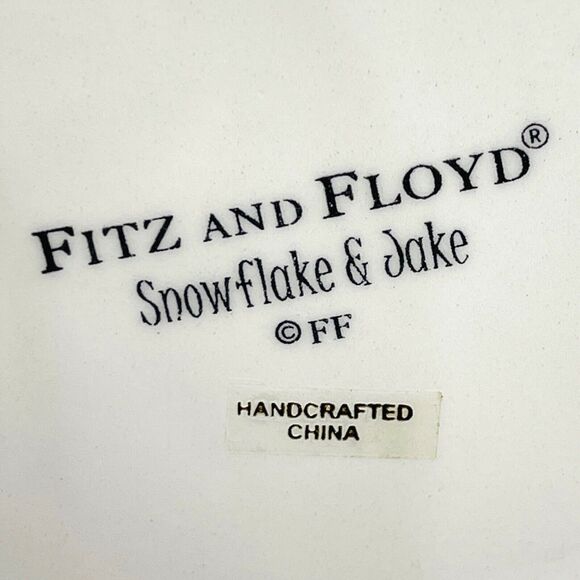 FITZ AND FLOYD®
Snowflake & Jake
© FF
HANDCRAFTED
CHINA